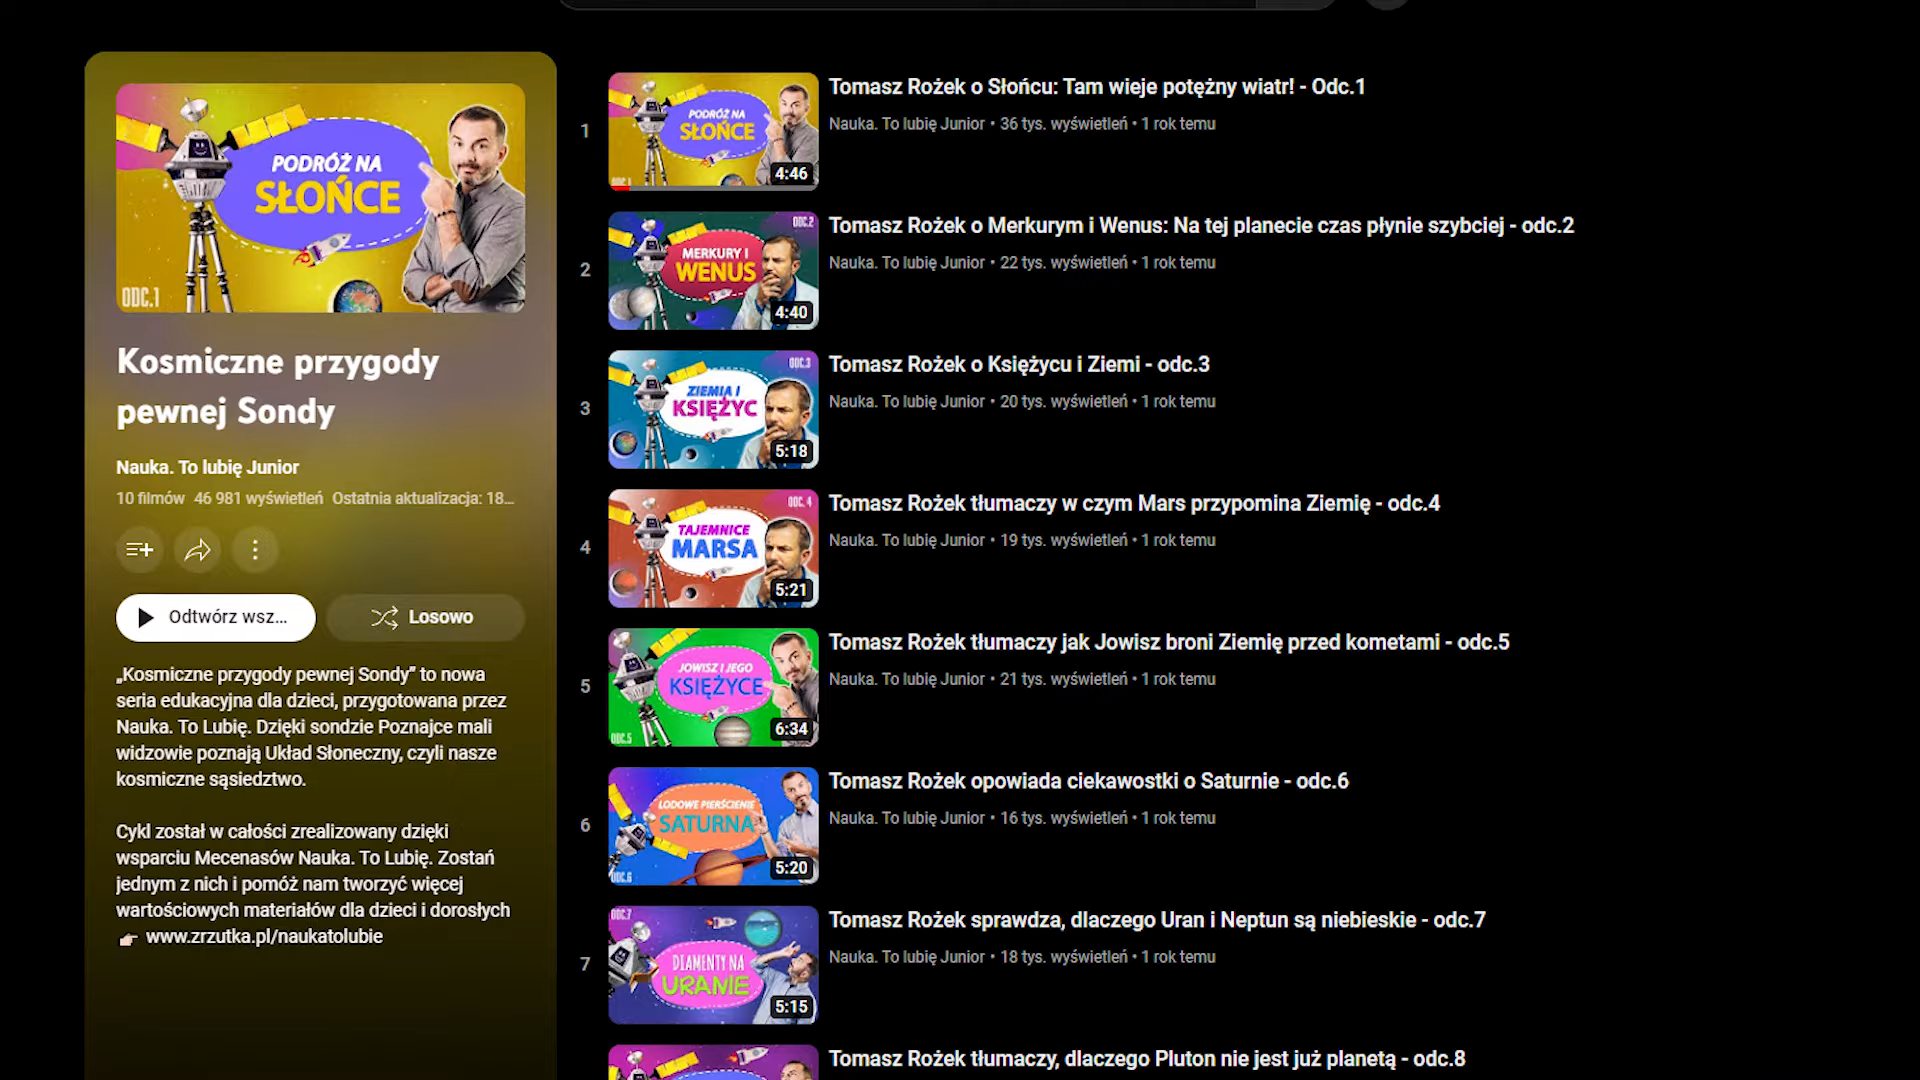 PODRÓŻ NA
SŁOŃCE
ODC.1
Kosmiczne przygody
pewnej Sondy
Nauka. To lubię Junior
10 filmów 46 981 wyświetleń Ostatnia aktualizacja: 18...
Odtwórz wsz...
Losowo
„Kosmiczne przygody pewnej Sondy” to nowa
seria edukacyjna dla dzieci, przygotowana przez
Nauka. To Lubię. Dzięki sondzie Poznajce mali
widzowie poznają Układ Słoneczny, czyli nasze
kosmiczne sąsiedztwo.
Cykl został w całości zrealizowany dzięki
wsparciu Mecenasów Nauka. To Lubię. Zostań
jednym z nich i pomóż nam tworzyć więcej
wartościowych materiałów dla dzieci i dorosłych
www.zrzutka.pl/naukatolubie
1
PODRÓŻ NA
SŁOŃCE
ODC.1
4:46
Tomasz Rożek o Słońcu: Tam wieje potężny wiatr! - Odc.1
Nauka. To lubię Junior • 36 tys. wyświetleń • 1 rok temu
2
ODC.2
MERKURY I
WENUS
4:40
Tomasz Rożek o Merkurym i Wenus: Na tej planecie czas płynie szybciej - odc.2
Nauka. To lubię Junior • 22 tys. wyświetleń • 1 rok temu
3
ODC.3
ZIEMIA I
KSIĘŻYC
5:18
Tomasz Rożek o Księżycu i Ziemi - odc.3
Nauka. To lubię Junior • 20 tys. wyświetleń • 1 rok temu
4
ODC. 4
TAJEMNICE
MARSA
5:21
Tomasz Rożek tłumaczy w czym Mars przypomina Ziemię - odc.4
Nauka. To lubię Junior • 19 tys. wyświetleń • 1 rok temu
5
JOWISZ I JEGO
KSIĘŻYCE
ODC.5
6:34
Tomasz Rożek tłumaczy jak Jowisz broni Ziemię przed kometami - odc.5
Nauka. To lubię Junior • 21 tys. wyświetleń • 1 rok temu
6
LODOWE PIERŚCIENIE
SATURNA
ODC.6
5:20
Tomasz Rożek opowiada ciekawostki o Saturnie - odc.6
Nauka. To lubię Junior • 16 tys. wyświetleń • 1 rok temu
7
ODC.7
DIAMENTY NA
URANIE
5:15
Tomasz Rożek sprawdza, dlaczego Uran i Neptun są niebieskie - odc.7
Nauka. To lubię Junior • 18 tys. wyświetleń • 1 rok temu
Tomasz Rożek tłumaczy, dlaczego Pluton nie jest już planetą - odc.8